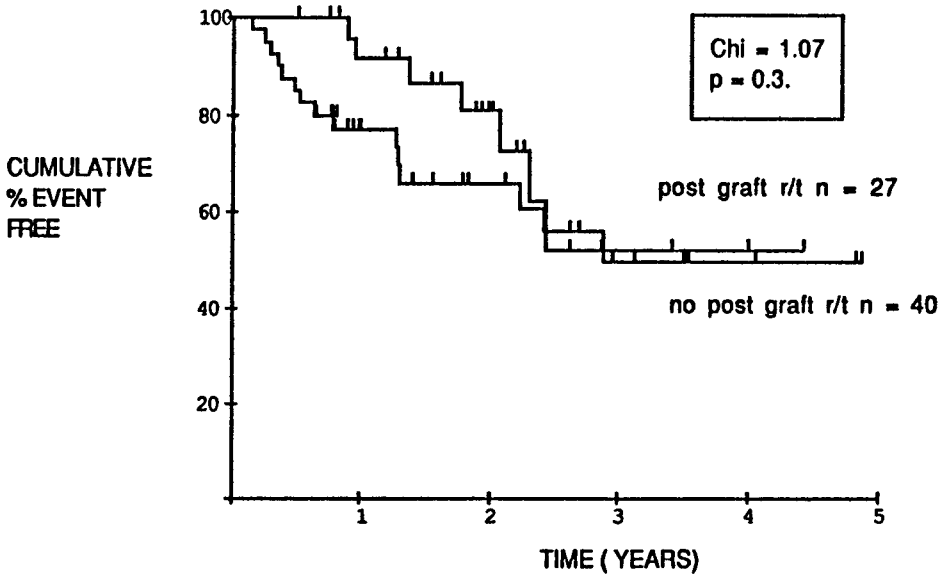 100
80
60
40
20
CUMULATIVE
% EVENT
FREE
Chi = 1.07
p = 0.3.
post graft r/t n = 27
no post graft r/t n = 40
1 2 3 4 5
TIME ( YEARS)